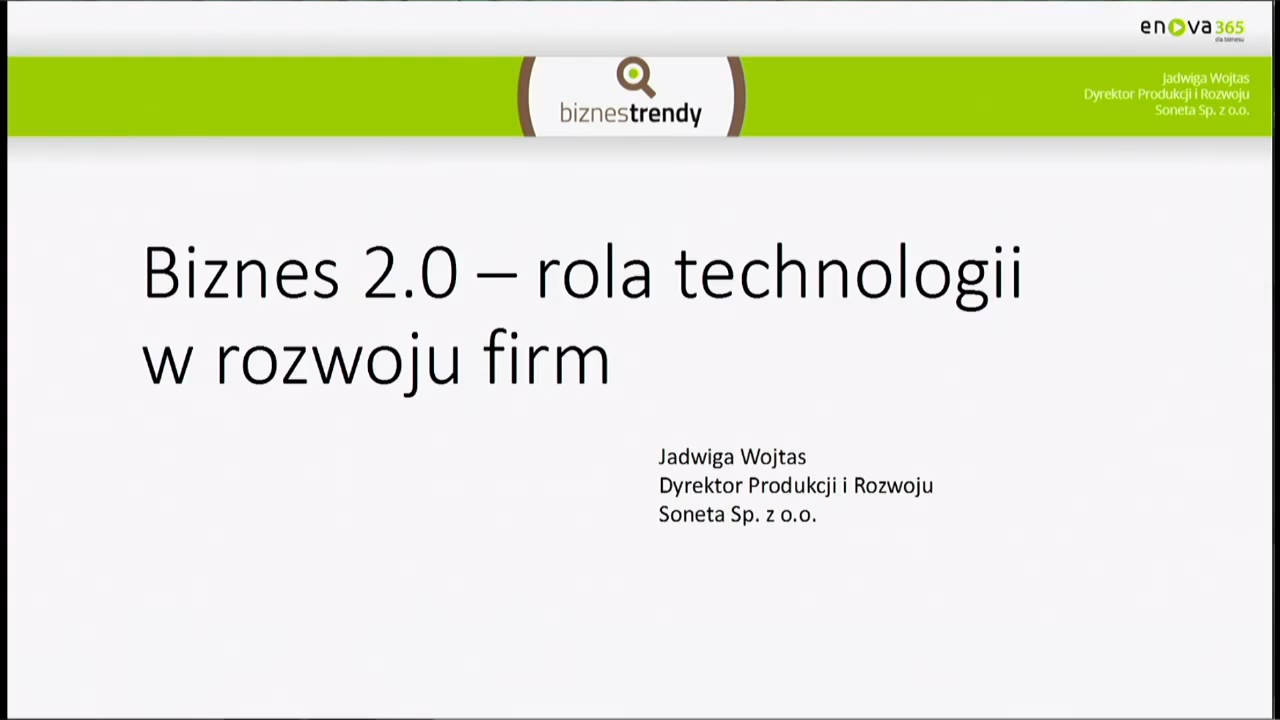 enova365
dla biznesu
biznestrendy
Jadwiga Wojtas
Dyrektor Produkcji i Rozwoju
Soneta Sp. z o.o.
Biznes 2.0 – rola technologii
w rozwoju firm
Jadwiga Wojtas
Dyrektor Produkcji i Rozwoju
Soneta Sp. z o.o.